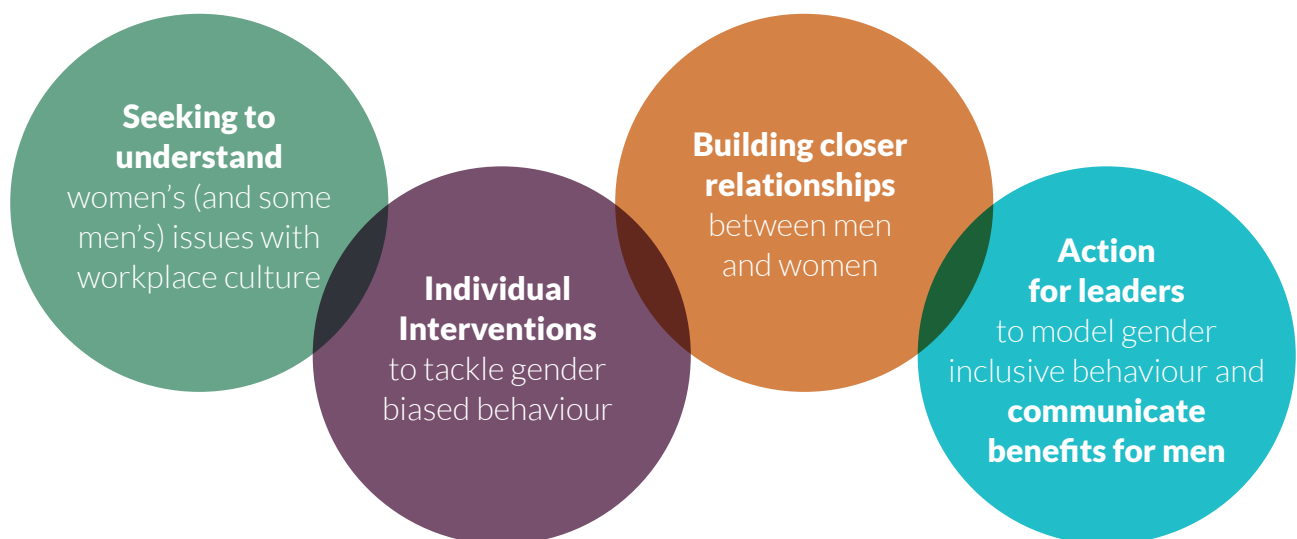 Seeking to
understand
women's (and some
men's) issues with
workplace culture
Individual
Interventions
to tackle gender
biased behaviour
Building closer
relationships
between men
and women
Action
for leaders
to model gender
inclusive behaviour and
communicate
benefits for men